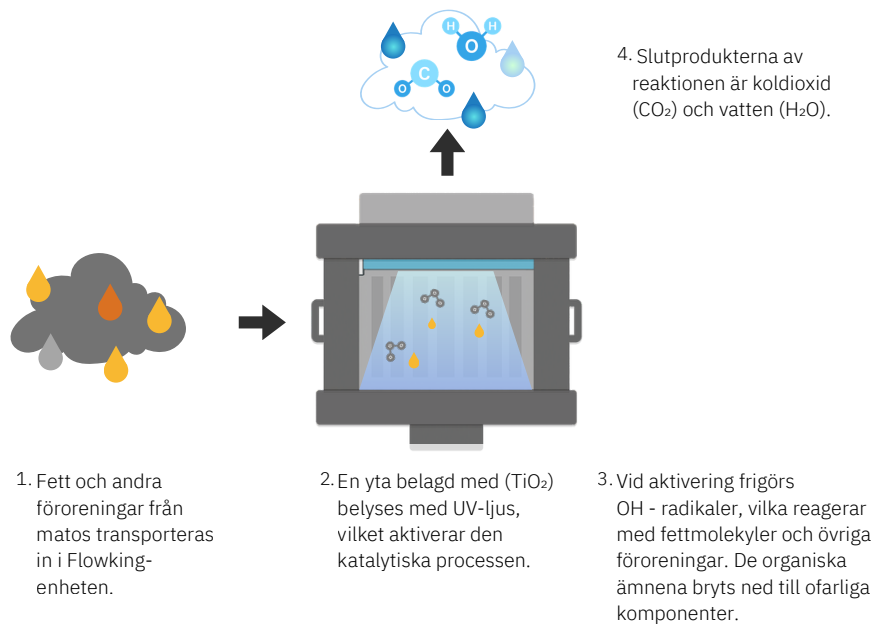 H
H
O
C
O
O
4. Slutprodukterna av
reaktionen är koldioxid
(CO₂) och vatten (H₂O).
1. Fett och andra
föroreningar från
matos transporteras
in i Flowking-
enheten.
2. En yta belagd med (TiO₂)
belyses med UV-ljus,
vilket aktiverar den
katalytiska processen.
3. Vid aktivering frigörs
OH - radikaler, vilka reagerar
med fettmolekyler och övriga
föroreningar. De organiska
ämnena bryts ned till ofarliga
komponenter.